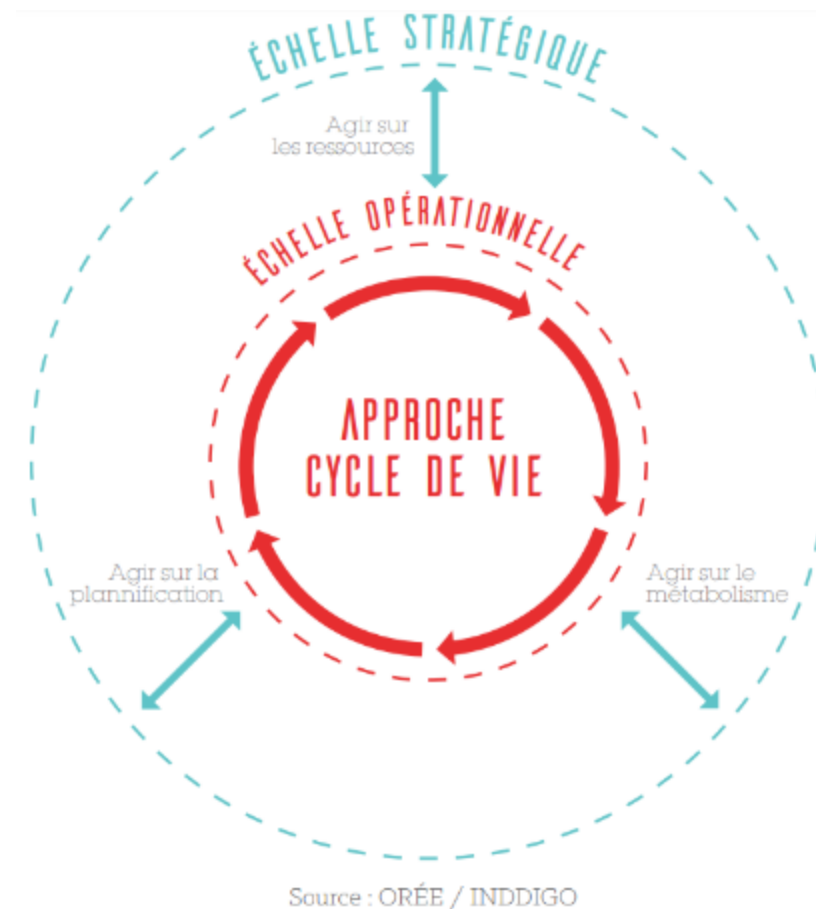 ÉCHELLE STRATÉGIQUE
Agir sur
les ressources
ÉCHELLE OPÉRATIONNELLE
APPROCHE
CYCLE DE VIE
Agir sur la
plannification
Agir sur le
métabolisme
Source : ORÉE / INDDIGO